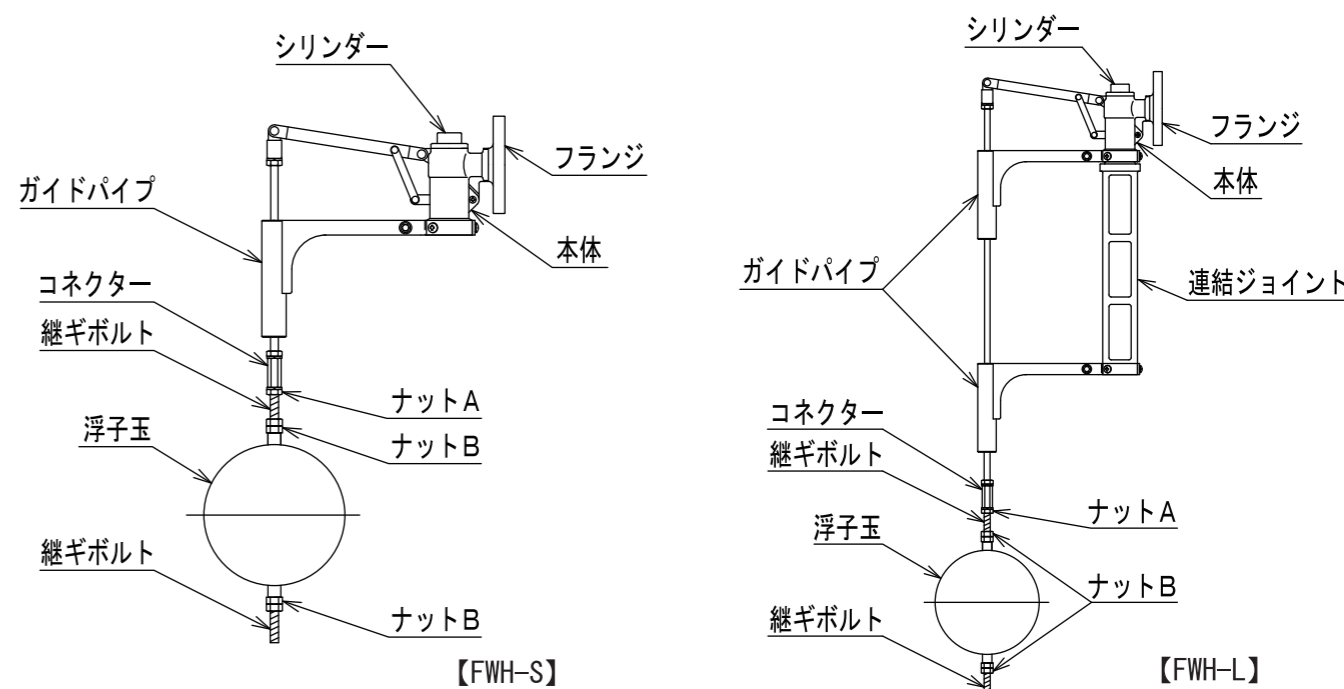 シリンダー
フランジ
ガイドパイプ
本体
コネクター
継ギボルト
ナットA
浮子玉
ナットB
継ギボルト
ナットB
【FWH-S】
シリンダー
フランジ
本体
ガイドパイプ
連結ジョイント
コネクター
継ギボルト
ナットA
浮子玉
ナットB
継ギボルト
【FWH-L】